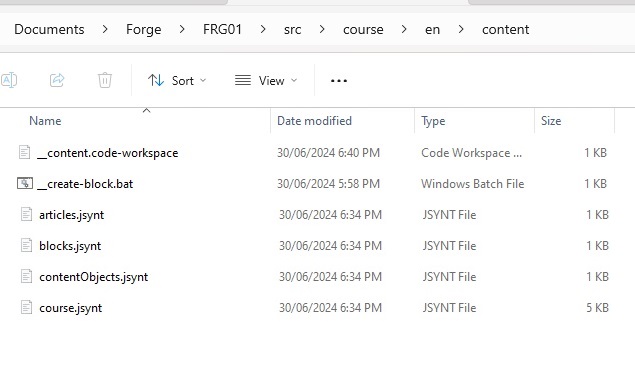 Documents > Forge > FRG01 > src > course > en > content
Sort View ...
Name Date modified Type Size
__content.code-workspace 30/06/2024 6:40 PM Code Workspace ... 1 KB
__create-block.bat 30/06/2024 5:58 PM Windows Batch File 1 KB
articles.jsynt 30/06/2024 6:34 PM JSYNT File 1 KB
blocks.jsynt 30/06/2024 6:34 PM JSYNT File 1 KB
contentObjects.jsynt 30/06/2024 6:34 PM JSYNT File 1 KB
course.jsynt 30/06/2024 6:34 PM JSYNT File 5 KB